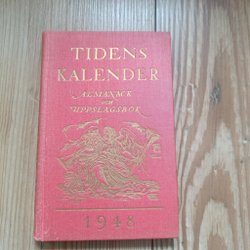 TIDENS
KALENDER
ALMANACK
OCH
UPPSLAGSBOK
1948